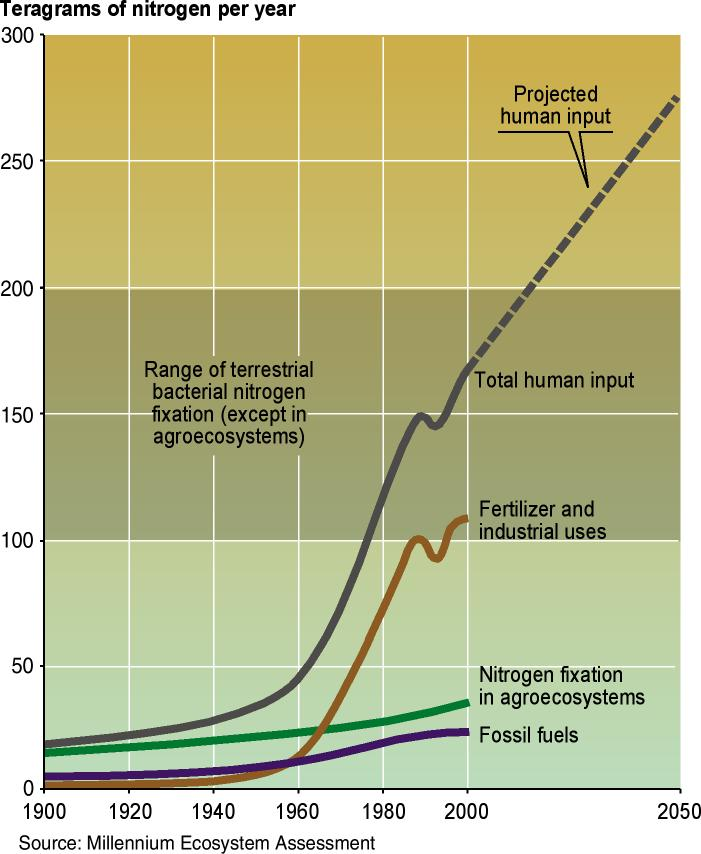 Teragrams of nitrogen per year
300
Projected
human input
250
200
Range of terrestrial
bacterial nitrogen
fixation (except in
agroecosystems)
Total human input
150
Fertilizer and
industrial uses
100
50
Nitrogen fixation
in agroecosystems
Fossil fuels
0
1900 1920 1940 1960 1980 2000 2050
Source: Millennium Ecosystem Assessment